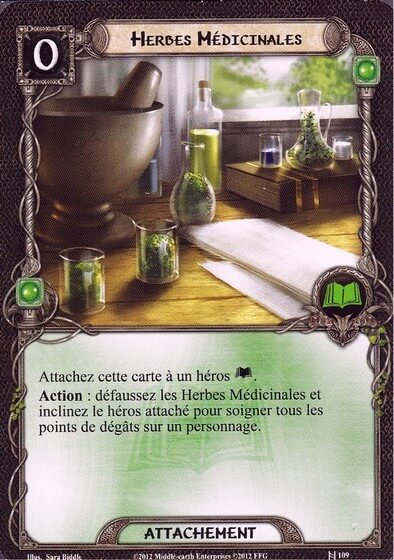 0
HERBES MÉDICINALES
Attachez cette carte à un héros .
Action : défaussez les Herbes Médicinales et
inclinez le héros attaché pour soigner tous les
points de dégâts sur un personnage.
ATTACHEMENT
Illus. Sara Biddle ©2012 Middle-earth Enterprises ©2012 FFG 109